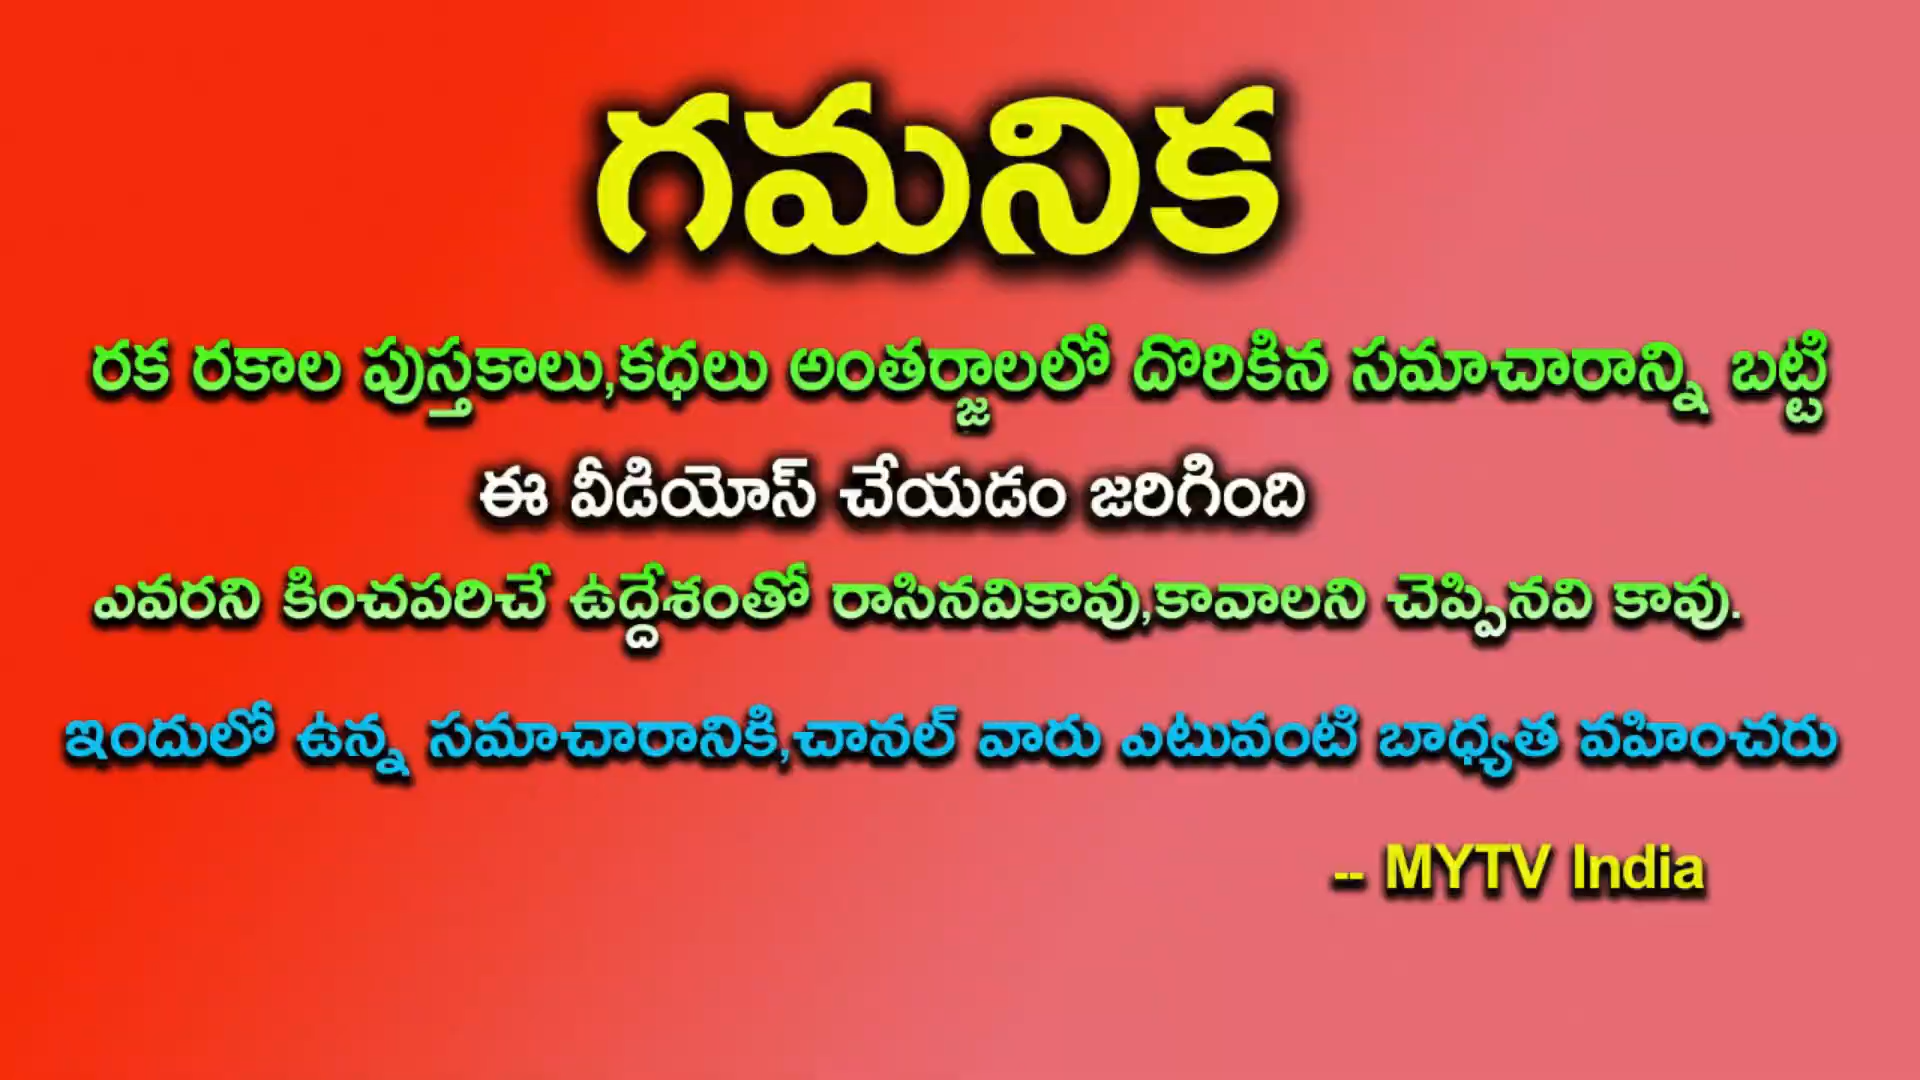 గమనిక
రక రకాల పుస్తకాలు,కధలు అంతర్జాలలో దొరికిన సమాచారాన్ని బట్టి
ఈ వీడియోస్ చేయడం జరిగింది
ఎవరని కించపరిచే ఉద్దేశంతో రాసినవికావు,కావాలని చెప్పినవి కావు.
ఇందులో ఉన్న సమాచారానికి,చానల్ వారు ఎటువంటి బాధ్యత వహించరు
-- MYTV India